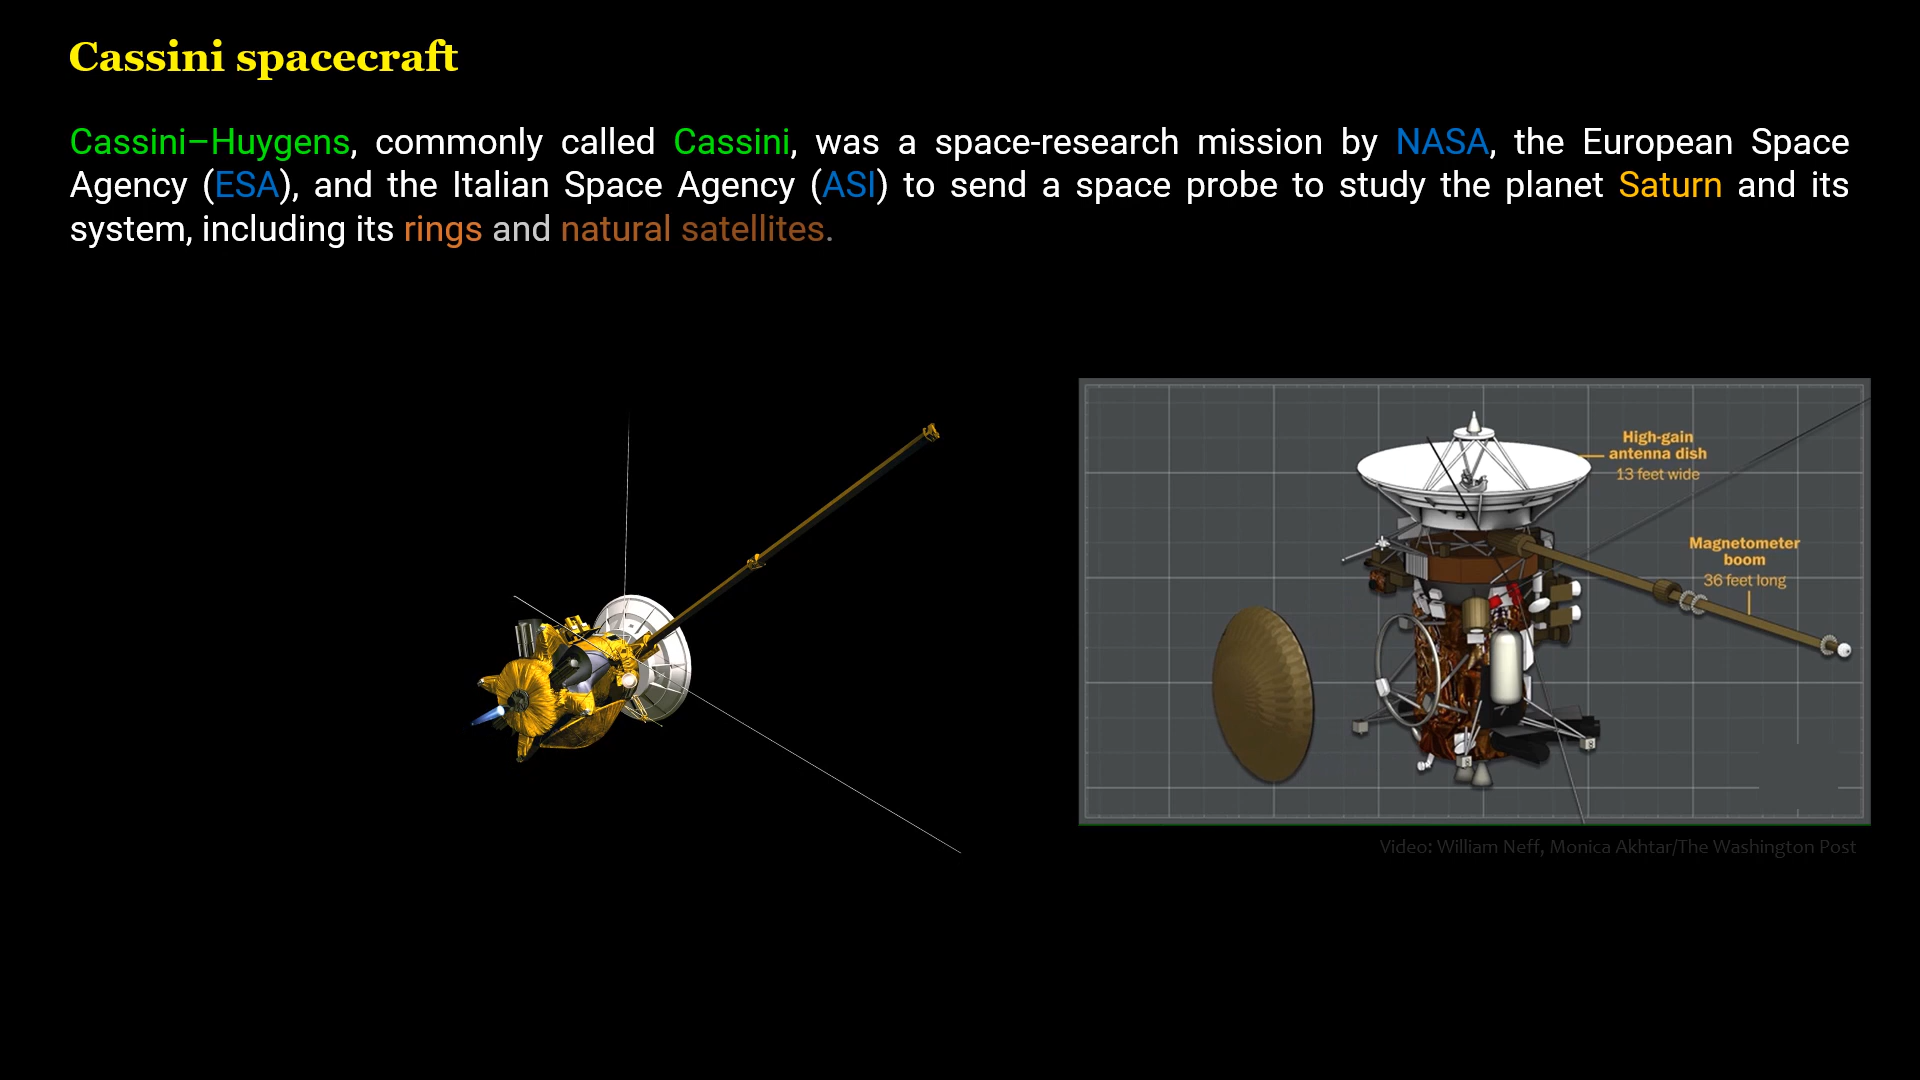 Cassini spacecraft
Cassini–Huygens, commonly called Cassini, was a space-research mission by NASA, the European Space
Agency (ESA), and the Italian Space Agency (ASI) to send a space probe to study the planet Saturn and its
system, including its rings and natural satellites.
High-gain
antenna dish
13 feet wide
Magnetometer
boom
36 feet long
Video: William Neff, Monica Akhtar/The Washington Post